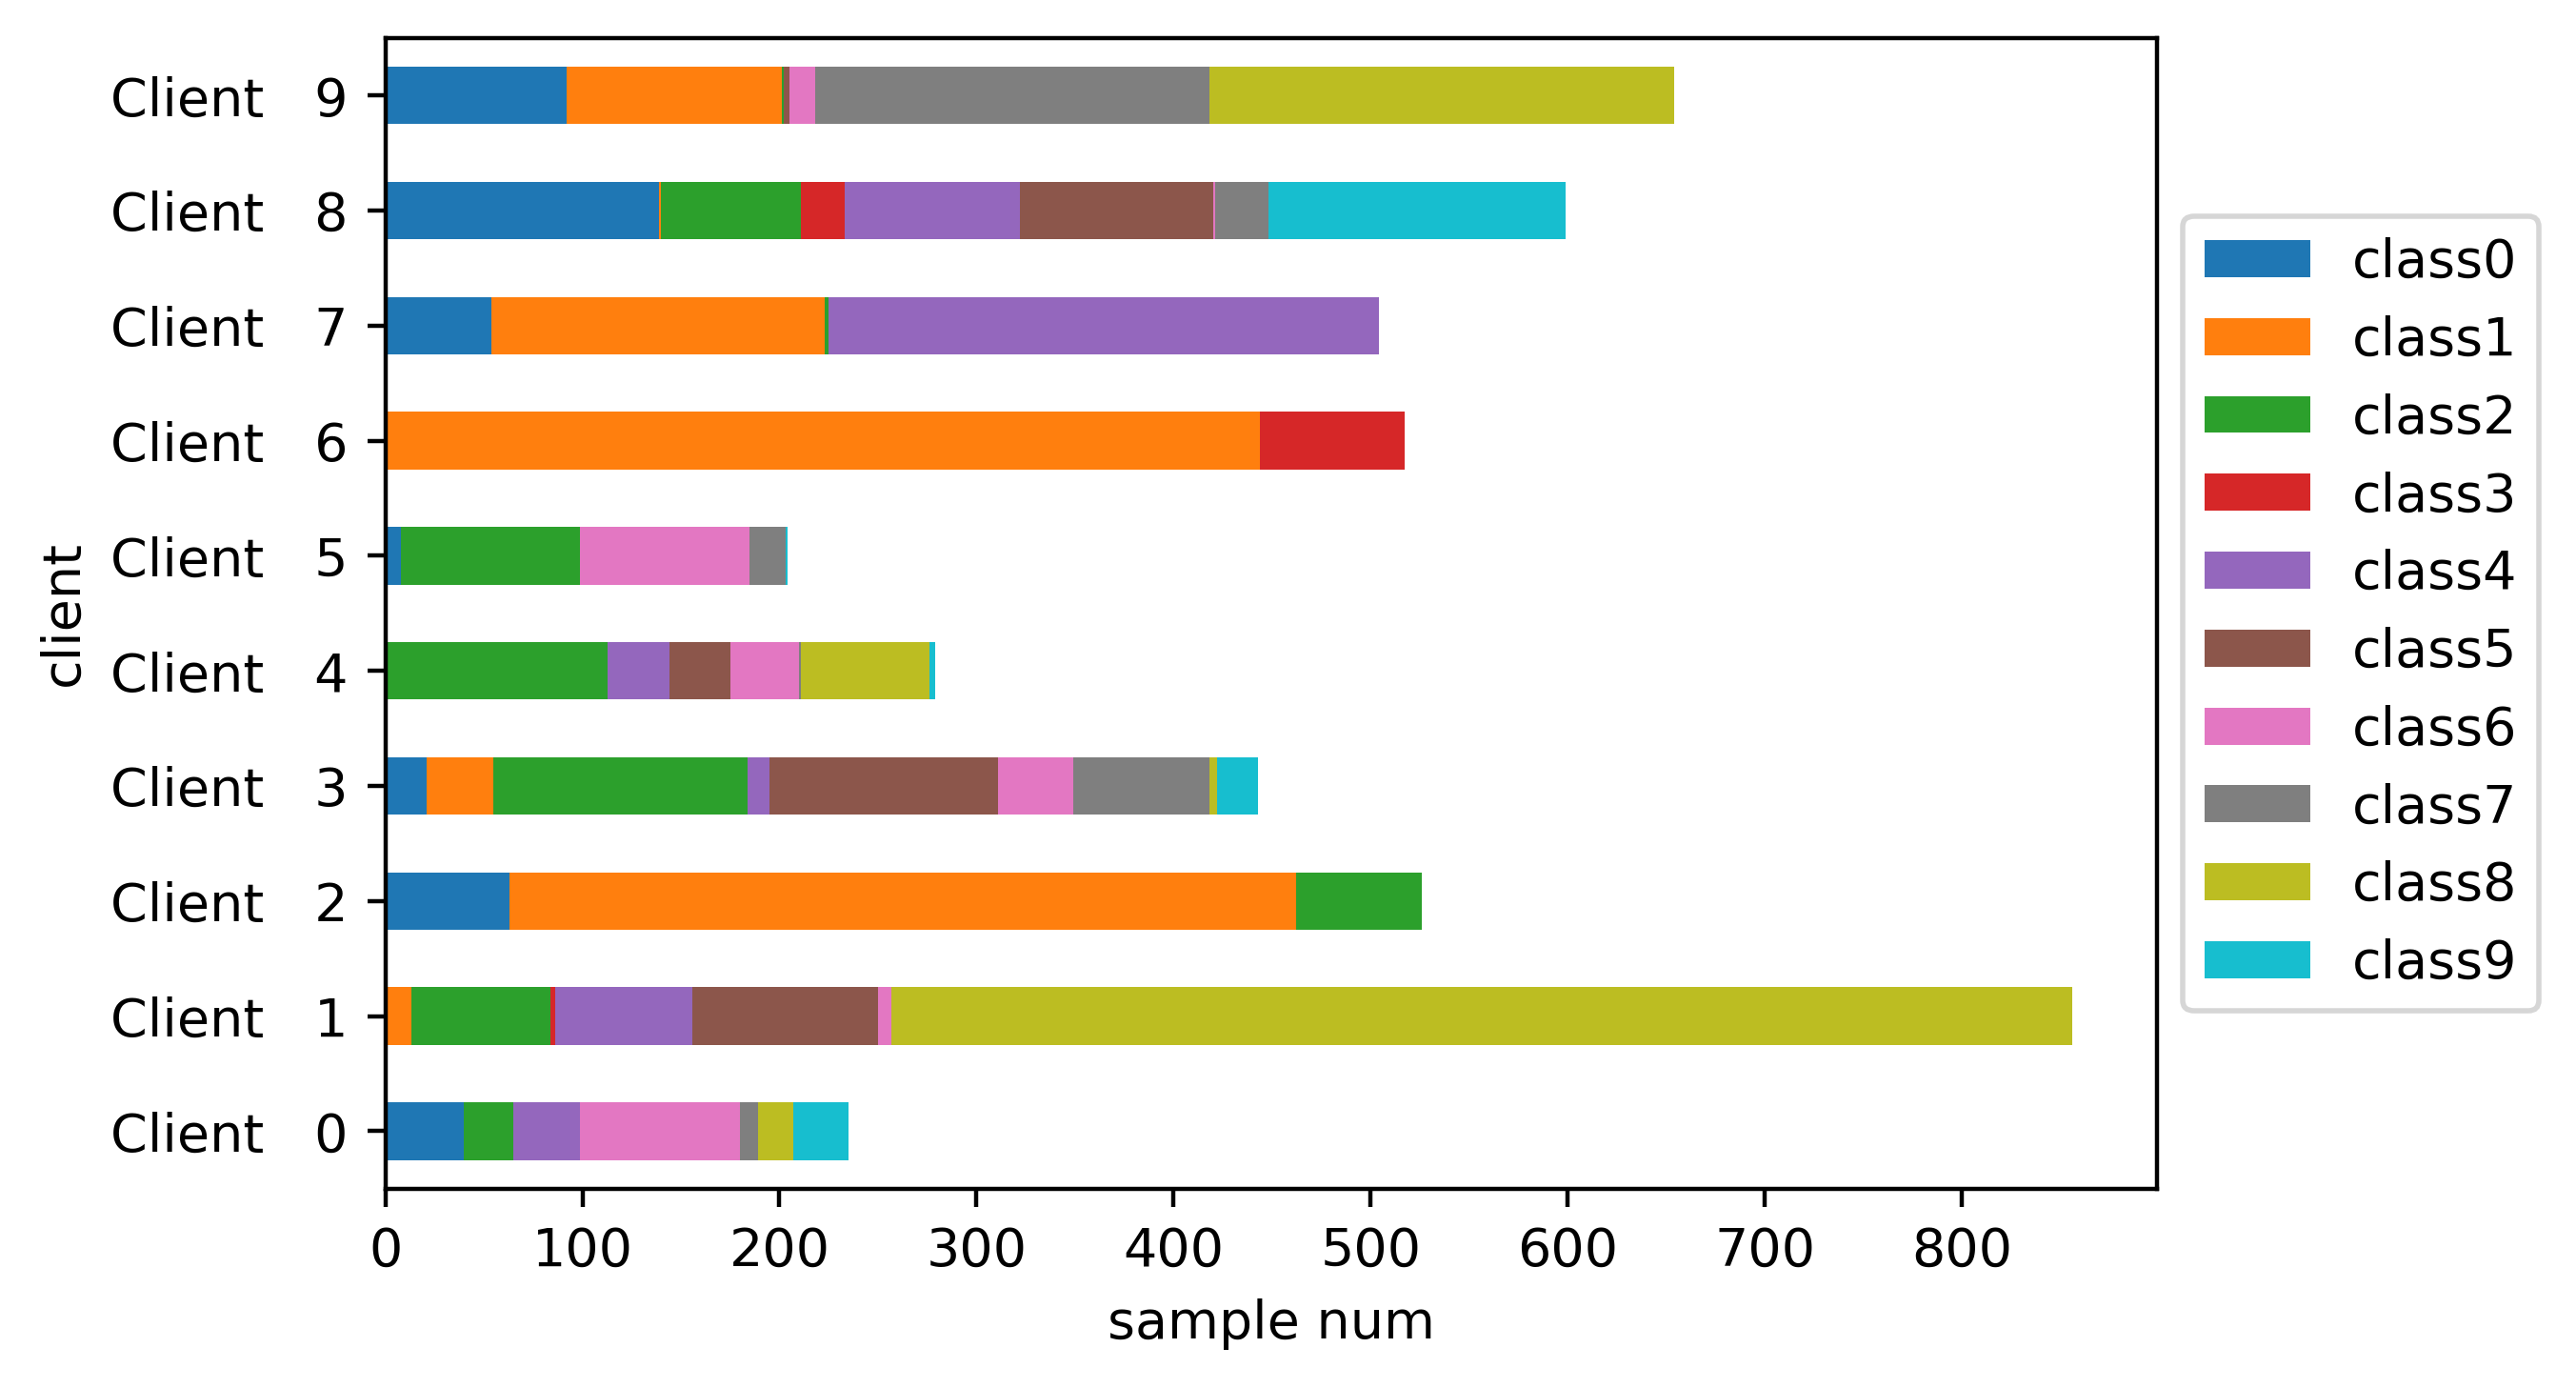 Client 9
Client 8
Client 7
Client 6
Client 5
Client 4
Client 3
Client 2
Client 1
Client 0
client
0 100 200 300 400 500 600 700 800
sample num
class0
class1
class2
class3
class4
class5
class6
class7
class8
class9